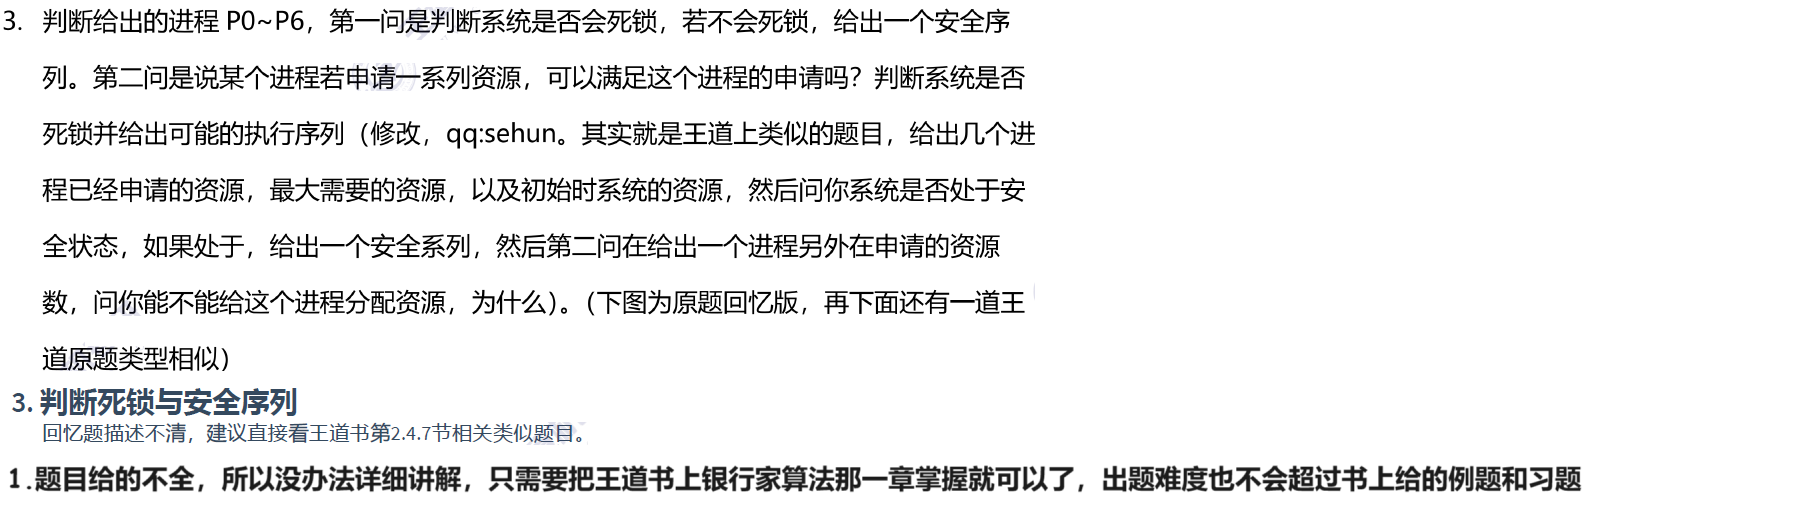 3. 判断给出的进程 P0~P6，第一问是判断系统是否会死锁，若不会死锁，给出一个安全序
列。第二问是说某个进程若申请一系列资源，可以满足这个进程的申请吗？判断系统是否
死锁并给出可能的执行序列（修改，qq:sehun。其实就是王道上类似的题目，给出几个进
程已经申请的资源，最大需要的资源，以及初始时系统的资源，然后问你系统是否处于安
全状态，如果处于，给出一个安全系列，然后第二问在给出一个进程另外在申请的资源
数，问你能不能给这个进程分配资源，为什么）。（下图为原题回忆版，再下面还有一道王
道原题类型相似）
3. 判断死锁与安全序列
回忆题描述不清，建议直接看王道书第2.4.7节相关类似题目。
1.题目给的不全，所以没办法详细讲解，只需要把王道书上银行家算法那一章掌握就可以了，出题难度也不会超过书上给的例题和习题